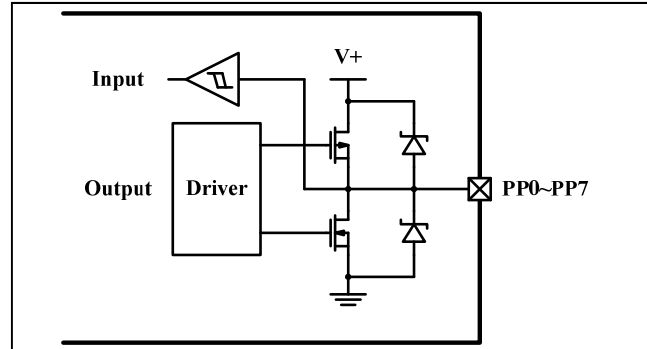 V+
Input
Output
Driver
PP0~PP7